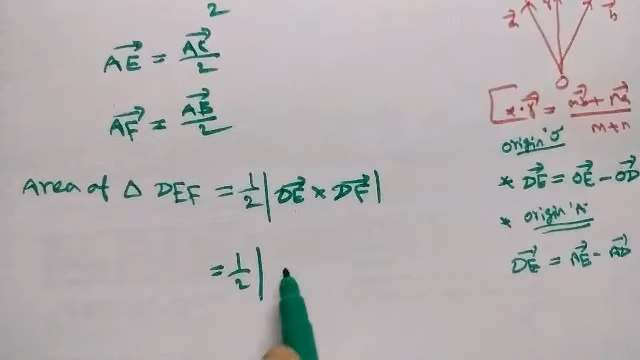 2
AE→ = AC→/2
AF→ = AB→/2
Area of Δ DEF = 1/2 |DE→ × DF→|
= 1/2 |
a→ r→ b→
O
* r→ = mb→ + na→ / m+n
origin 'O'
* DE→ = OE→ − OD→
* origin 'A'
DE→ = AE→ − AD→